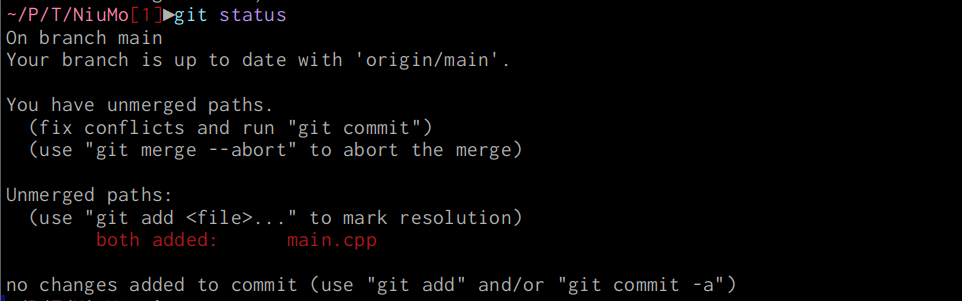 ~/P/T/NiuMo[1]►git status
On branch main
Your branch is up to date with 'origin/main'.
You have unmerged paths.
(fix conflicts and run "git commit")
(use "git merge --abort" to abort the merge)
Unmerged paths:
(use "git add <file>..." to mark resolution)
both added: main.cpp
no changes added to commit (use "git add" and/or "git commit -a")